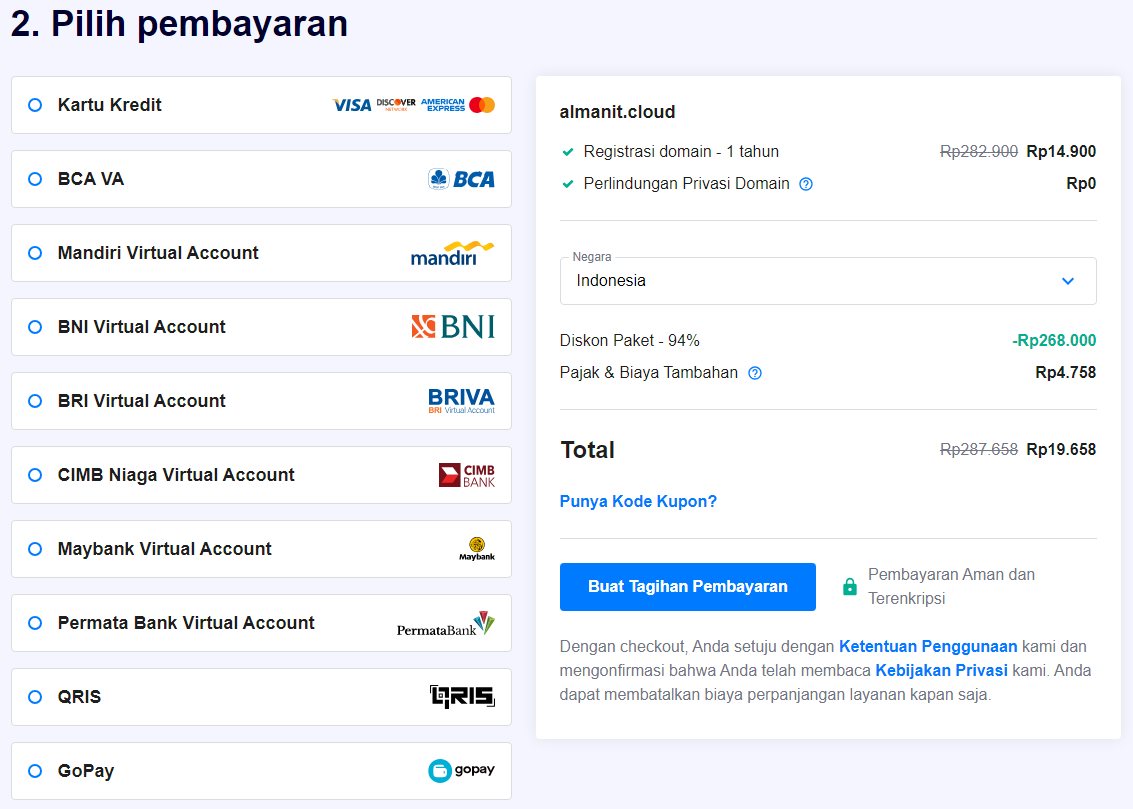 2. Pilih pembayaran
Kartu Kredit
VISA DISCOVER NETWORK AMERICAN EXPRESS
BCA VA
BCA
Mandiri Virtual Account
mandiri
BNI Virtual Account
BNI
BRI Virtual Account
BRIVA
BRI Virtual Account
CIMB Niaga Virtual Account
CIMB BANK
Maybank Virtual Account
Maybank
Permata Bank Virtual Account
PermataBank
QRIS
QRIS
GoPay
gopay
almanit.cloud
Registrasi domain - 1 tahun Rp282.900 Rp14.900
Perlindungan Privasi Domain Rp0
Negara
Indonesia
Diskon Paket - 94% -Rp268.000
Pajak & Biaya Tambahan Rp4.758
Total Rp287.658 Rp19.658
Punya Kode Kupon?
Buat Tagihan Pembayaran
Pembayaran Aman dan
Terenkripsi
Dengan checkout, Anda setuju dengan Ketentuan Penggunaan kami dan
mengonfirmasi bahwa Anda telah membaca Kebijakan Privasi kami. Anda
dapat membatalkan biaya perpanjangan layanan kapan saja.